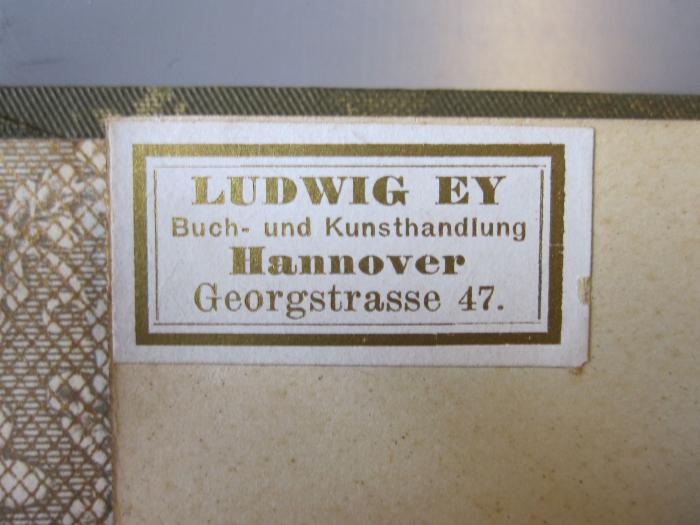 LUDWIG EY
Buch- und Kunsthandlung
Hannover
Georgstrasse 47.